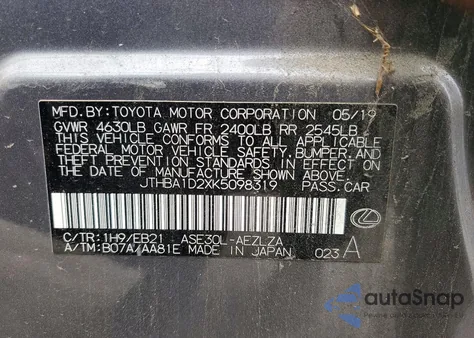 MFD. BY: TOYOTA MOTOR CORPORATION 05/19
GVWR 4630LB GAWR FR 2400LB RR 2545LB
THIS VEHICLE CONFORMS TO ALL APPLICABLE
FEDERAL MOTOR VEHICLE SAFETY, BUMPER, AND
THEFT PREVENTION STANDARDS IN EFFECT ON
THE DATE OF MANUFACTURE SHOWN ABOVE.
JTHBA1D2XK5098319 PASS. CAR
C/TR: 1H9/EB21 ASE30L-AEZLZA
A/TM: B07A/AA81E MADE IN JAPAN 023 A
autoSnap